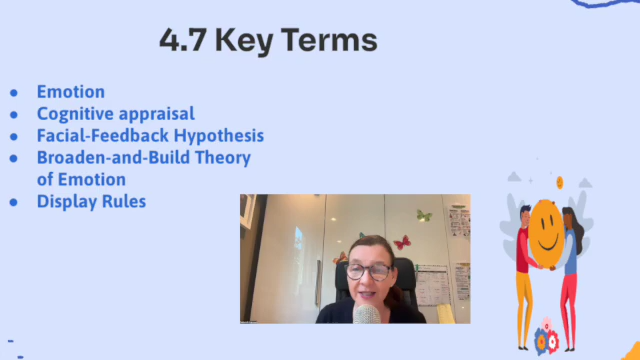 4.7 Key Terms
● Emotion
● Cognitive appraisal
● Facial-Feedback Hypothesis
● Broaden-and-Build Theory
of Emotion
● Display Rules